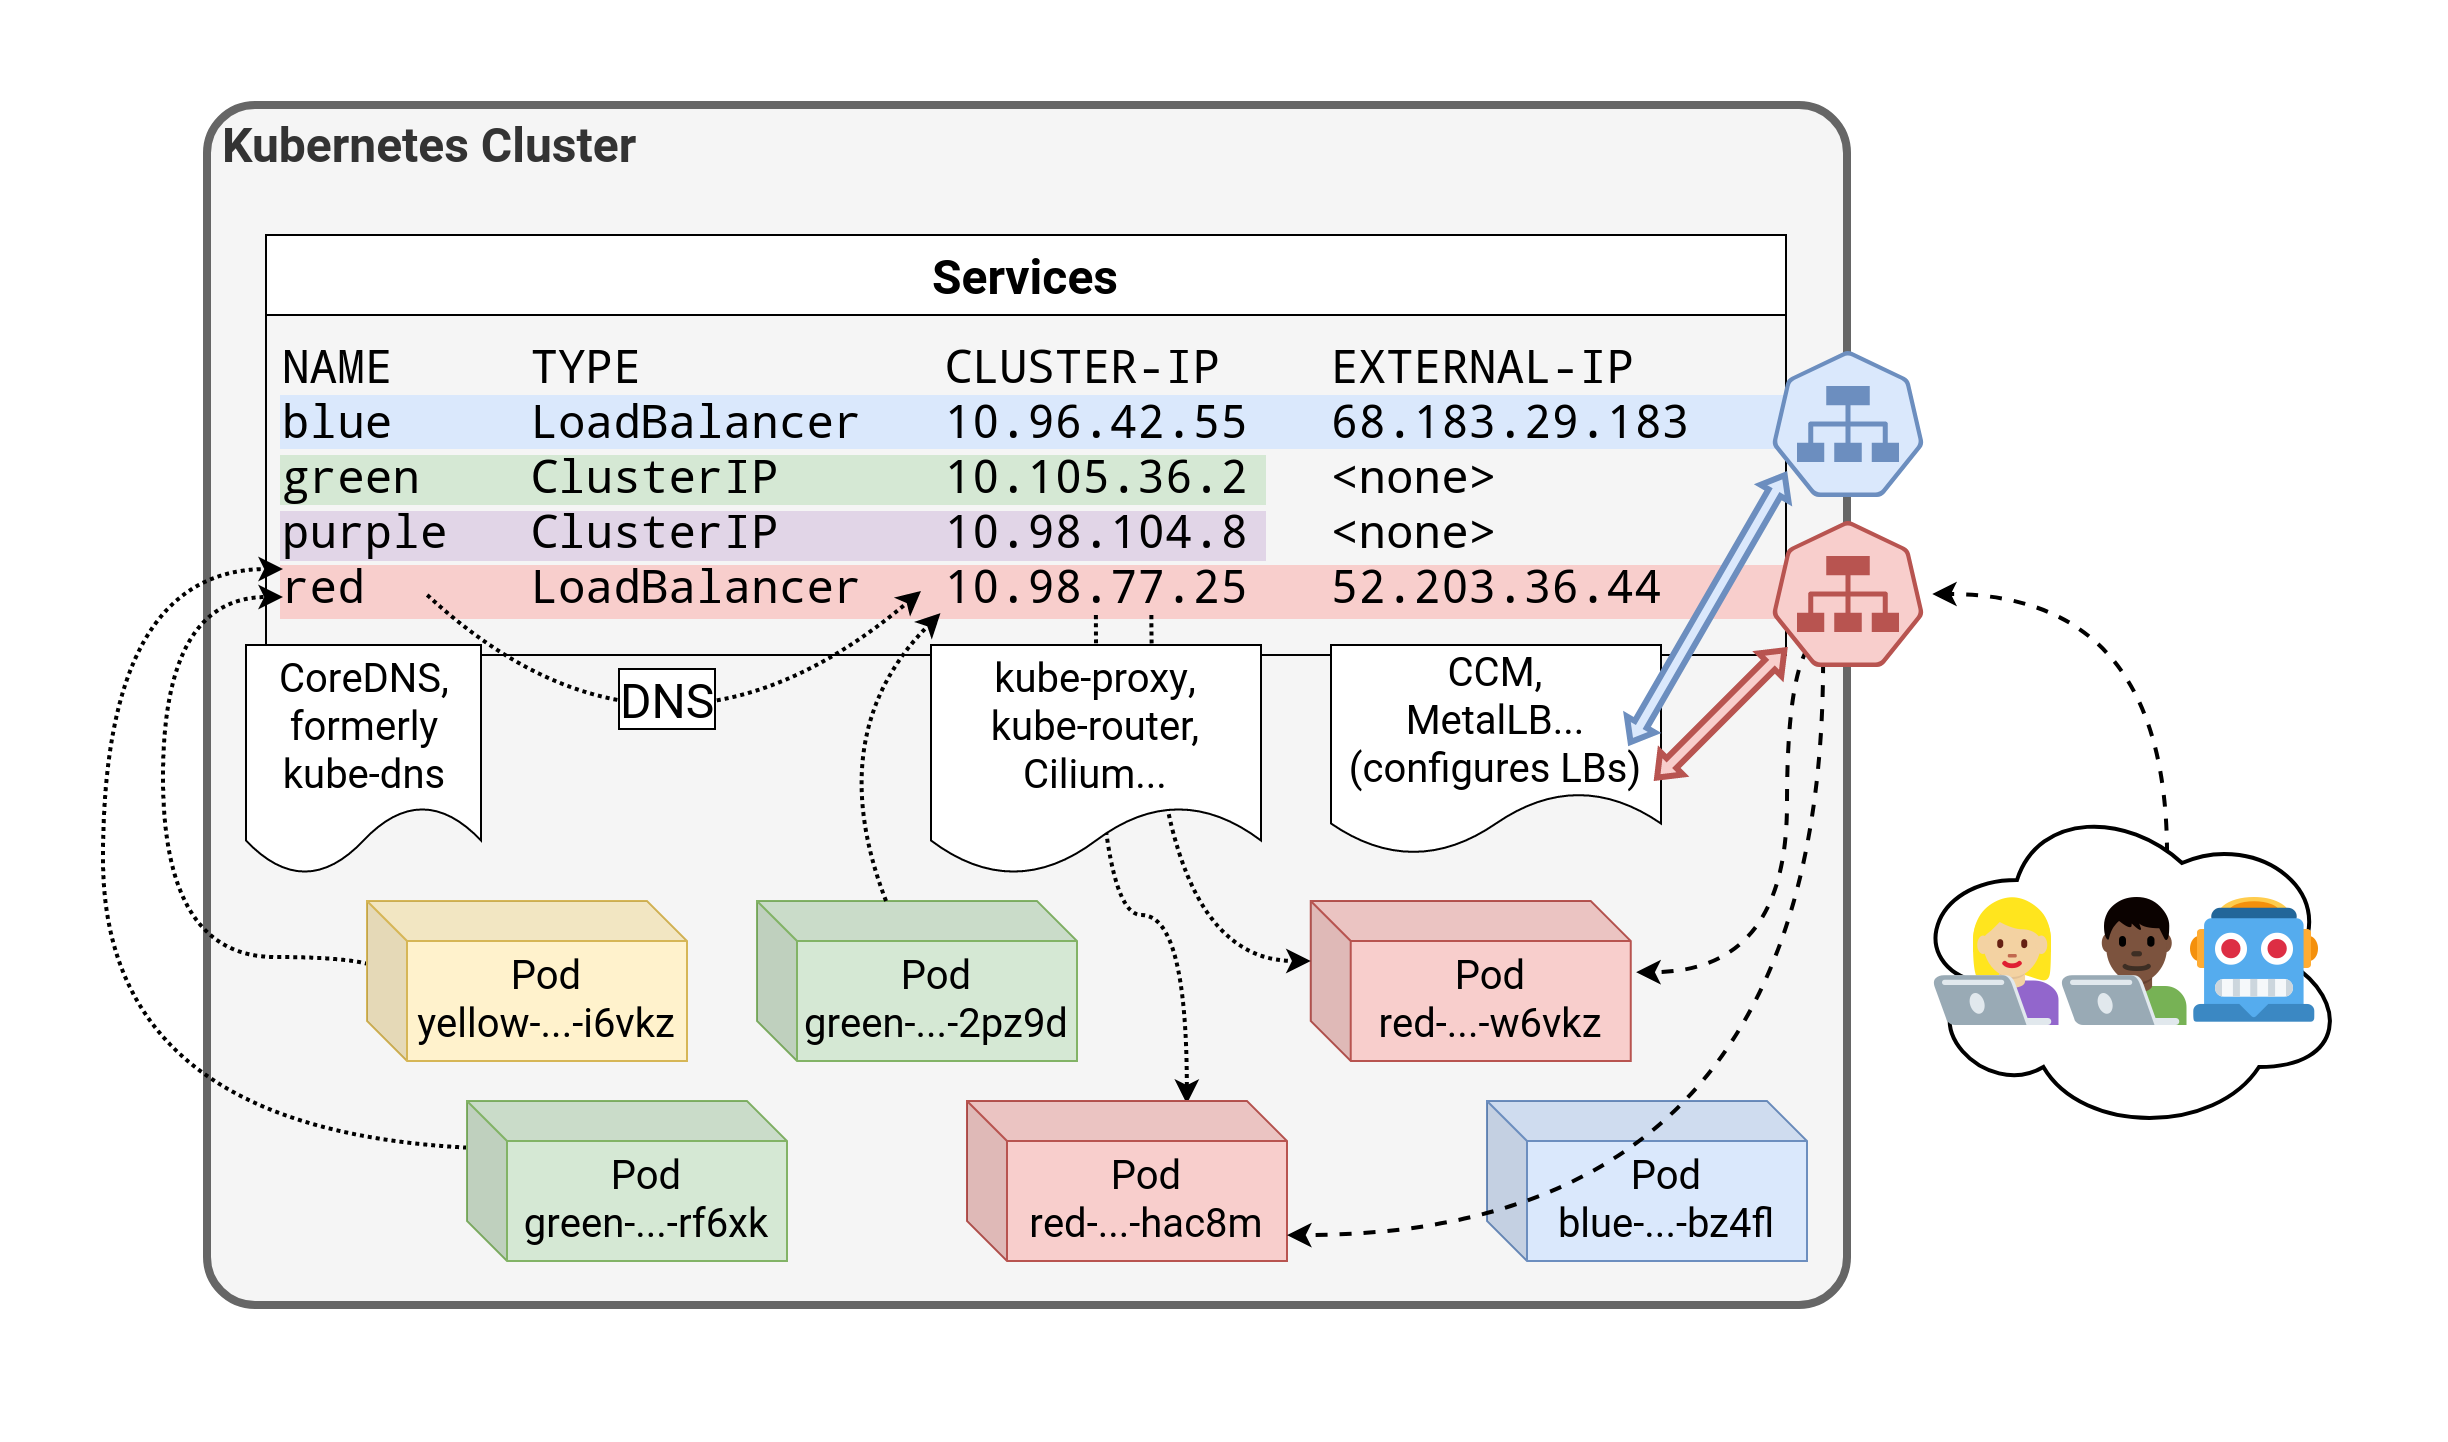 Kubernetes Cluster
Services
NAME TYPE CLUSTER-IP EXTERNAL-IP
blue LoadBalancer 10.96.42.55 68.183.29.183
green ClusterIP 10.105.36.2 <none>
purple ClusterIP 10.98.104.8 <none>
red LoadBalancer 10.98.77.25 52.203.36.44
CoreDNS,
formerly
kube-dns
DNS
kube-proxy,
kube-router,
Cilium...
CCM,
MetalLB...
(configures LBs)
Pod
yellow-...-i6vkz
Pod
green-...-2pz9d
Pod
red-...-w6vkz
Pod
green-...-rf6xk
Pod
red-...-hac8m
Pod
blue-...-bz4fl